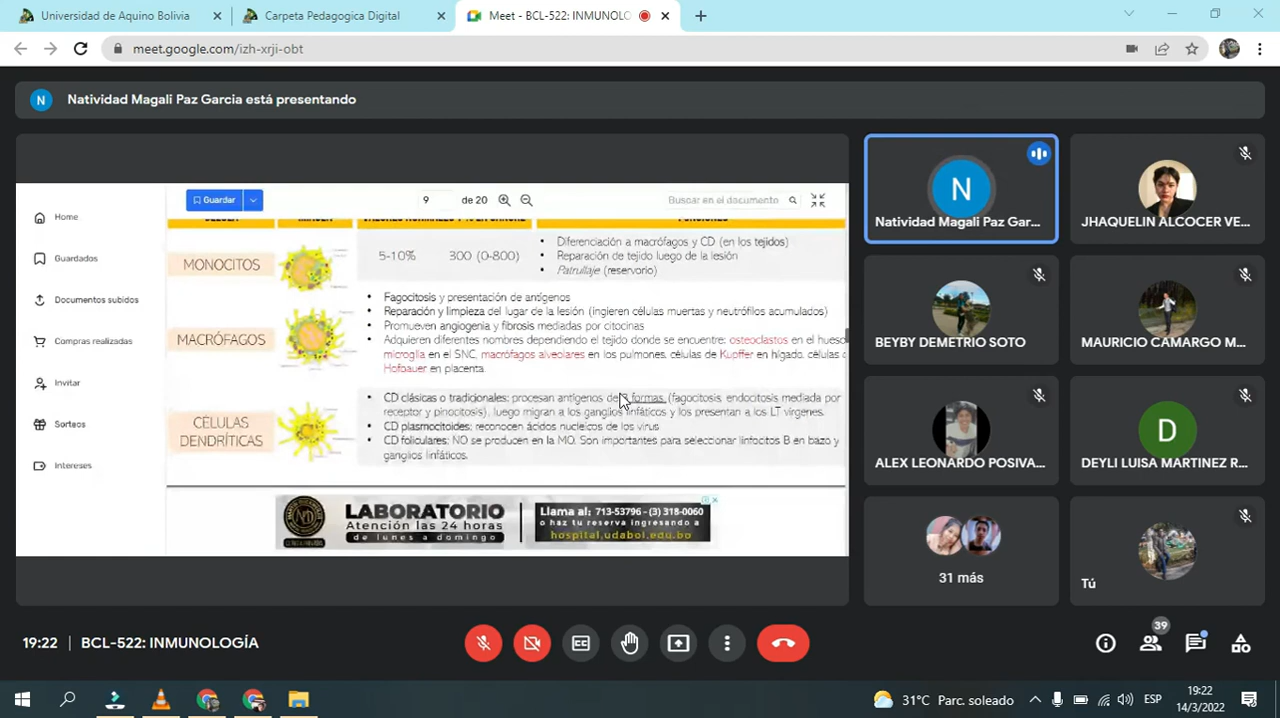 Universidad de Aquino Bolivia
Carpeta Pedagogica Digital
Meet - BCL-522: INMUNOLO
meet.google.com/izh-xrji-obt
N Natividad Magali Paz Garcia está presentando
Guardar
9 de 20
Buscar en el documento
Home
Guardados
Documentos subidos
Compras realizadas
Invitar
Sorteos
Intereses
MONOCITOS
5-10% 300 (0-800)
• Diferenciación a macrófagos y CD (en los tejidos)
• Reparación de tejido luego de la lesión
• Patrullaje (reservorio)
MACRÓFAGOS
• Fagocitosis y presentación de antígenos
• Reparación y limpieza del lugar de la lesión (ingieren células muertas y neutrófilos acumulados)
• Promueven angiogenia y fibrosis mediadas por citocinas
• Adquieren diferentes nombres dependiendo el tejido donde se encuentre: osteoclastos en el hueso
microglia en el SNC, macrófagos alveolares en los pulmones, células de Kupffer en hígado, células
Hofbauer en placenta.
CÉLULAS
DENDRÍTICAS
• CD clásicas o tradicionales: procesan antígenos de formas (fagocitosis, endocitosis mediada por
receptor y pinocitosis), luego migran a los ganglios linfáticos y los presentan a los LT vírgenes.
• CD plasmocitoides: reconocen ácidos nucleicos de los virus
• CD foliculares: NO se producen en la MO. Son importantes para seleccionar linfocitos B en bazo y
ganglios linfáticos.
LABORATORIO
Atención las 24 horas
de lunes a domingo
Llama al: 713-53796 - (3) 318-0060
o haz tu reserva ingresando a
hospital.udabol.edu.bo
N
Natividad Magali Paz Gar...
JHAQUELIN ALCOCER VE...
BEYBY DEMETRIO SOTO
MAURICIO CAMARGO M...
ALEX LEONARDO POSIVA...
D
DEYLI LUISA MARTINEZ R...
31 más
Tú
19:22 BCL-522: INMUNOLOGÍA
CC
39
31°C Parc. soleado
ESP
19:22
14/3/2022